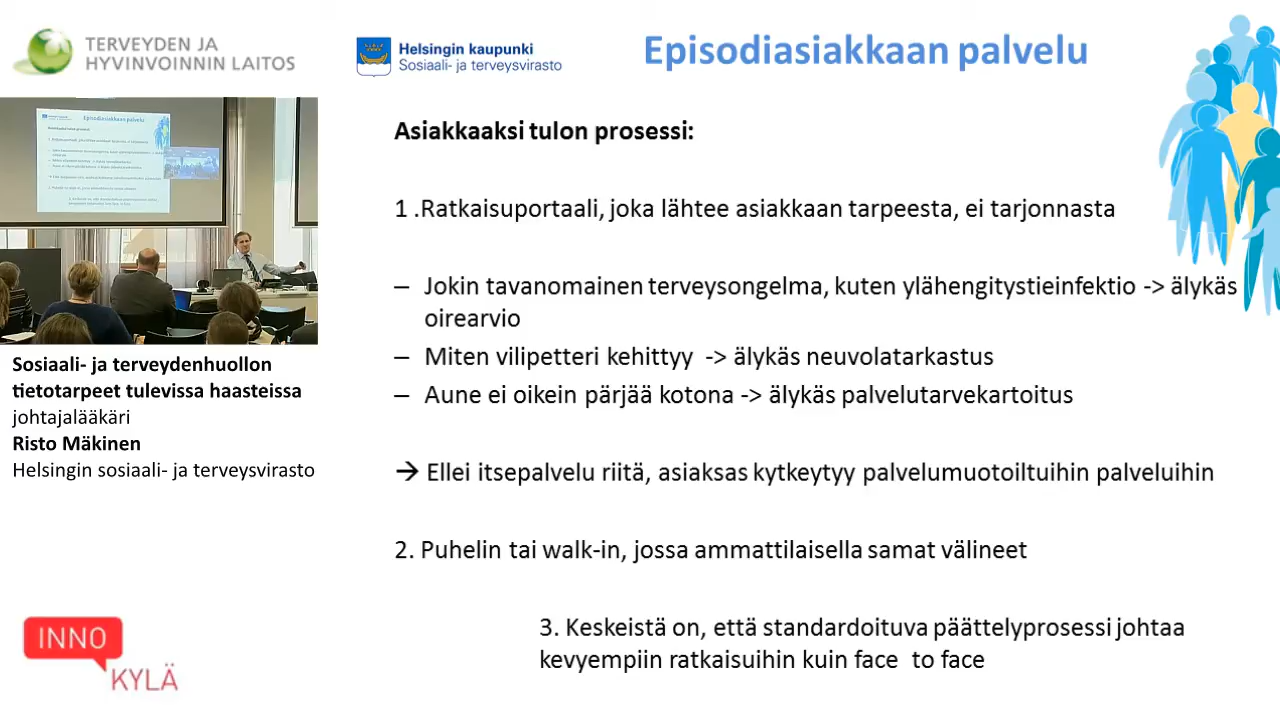 TERVEYDEN JA
HYVINVOINNIN LAITOS
Helsingin kaupunki
Sosiaali- ja terveysvirasto
Episodiasiakkaan palvelu
Asiakkaaksi tulon prosessi:
1 .Ratkaisuportaali, joka lähtee asiakkaan tarpeesta, ei tarjonnasta
– Jokin tavanomainen terveysongelma, kuten ylähengitystieinfektio -> älykäs
oirearvio
– Miten vilipetteri kehittyy -> älykäs neuvolatarkastus
– Aune ei oikein pärjää kotona -> älykäs palvelutarvekartoitus
→ Ellei itsepalvelu riitä, asiaksas kytkeytyy palvelumuotoiltuihin palveluihin
2. Puhelin tai walk-in, jossa ammattilaisella samat välineet
3. Keskeistä on, että standardoituva päättelyprosessi johtaa
kevyempiin ratkaisuihin kuin face to face
Episodiasiakkaan palvelu
Sosiaali- ja terveydenhuollon
tietotarpeet tulevissa haasteissa
johtajalääkäri
Risto Mäkinen
Helsingin sosiaali- ja terveysvirasto
INNO
KYLÄ